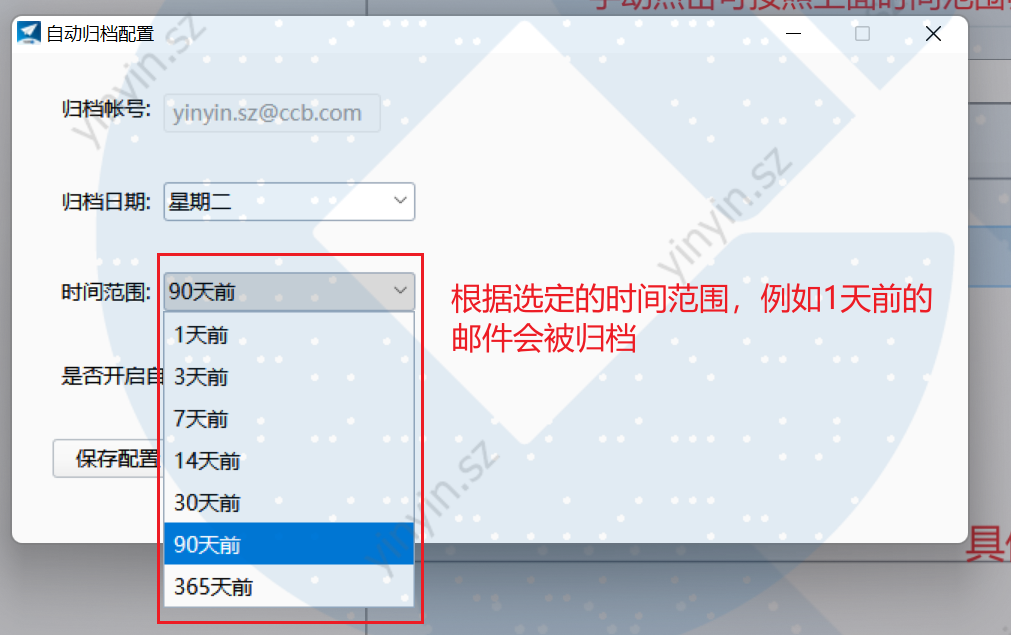 自动归档配置
归档帐号: yinyin.sz@ccb.com
归档日期: 星期二
时间范围: 90天前
1天前
是否开启自
3天前
7天前
保存配置
14天前
30天前
90天前
365天前
根据选定的时间范围，例如1天前的
邮件会被归档
yinyin.sz
yinyin.sz
yinyin.sz